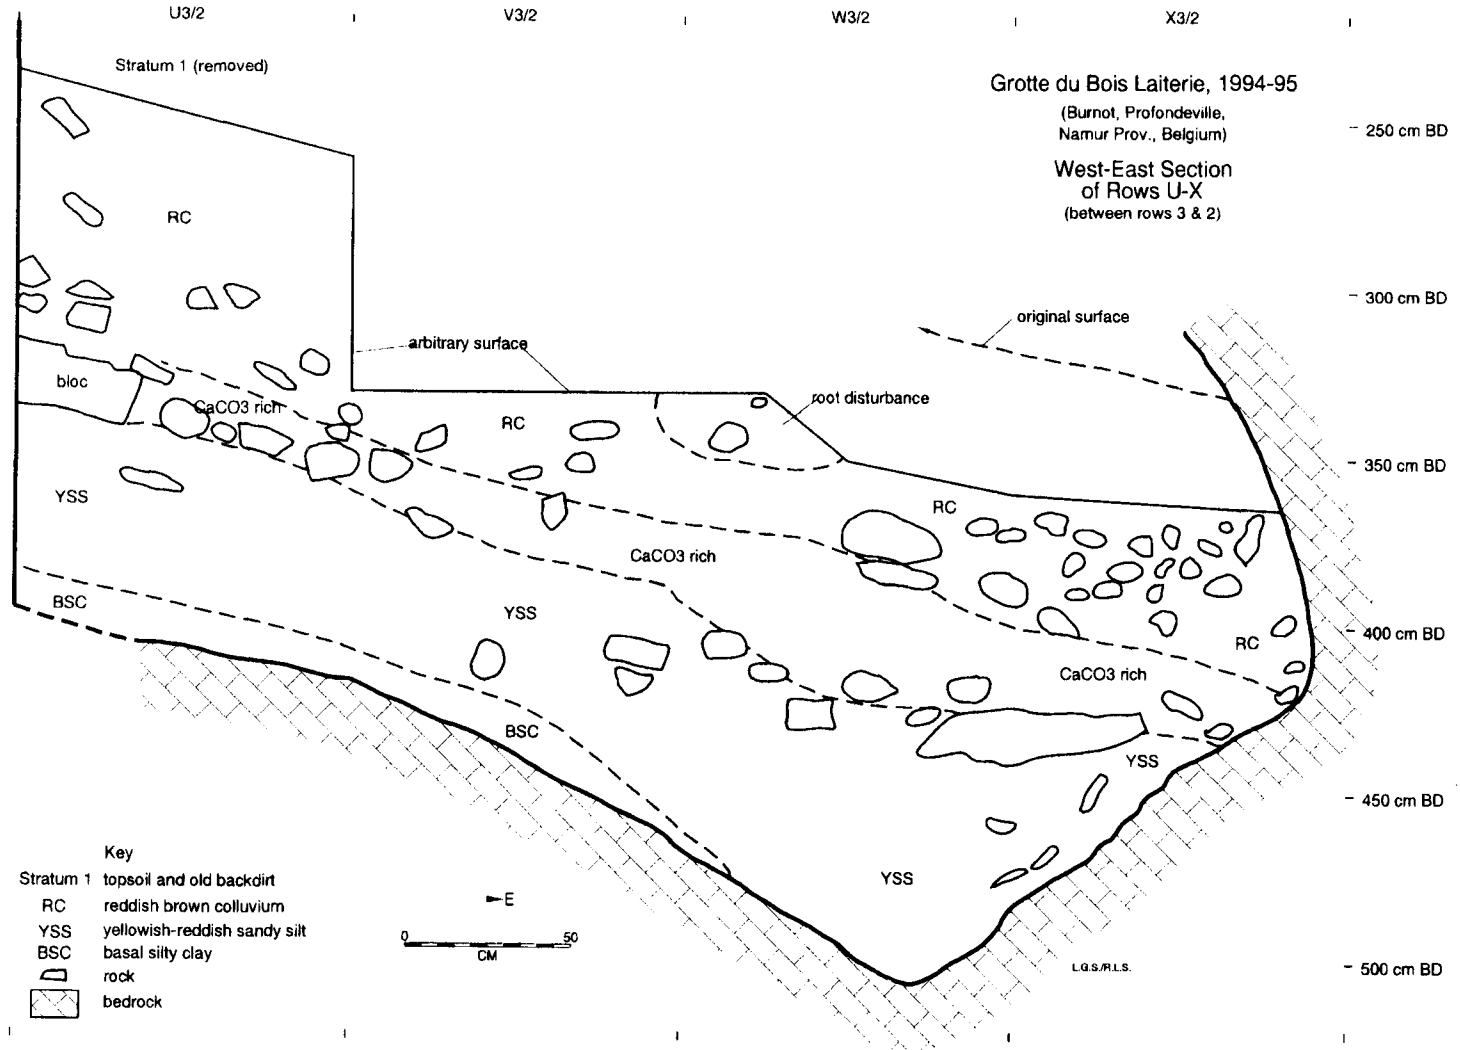 U3/2
V3/2
W3/2
X3/2
Stratum 1 (removed)
Grotte du Bois Laiterie, 1994-95
(Burnot, Profondeville,
Namur Prov., Belgium)
West-East Section
of Rows U-X
(between rows 3 & 2)
250 cm BD
RC
300 cm BD
original surface
arbitrary surface
bloc
CaCO3 rich
root disturbance
RC
350 cm BD
YSS
RC
CaCO3 rich
BSC
YSS
400 cm BD
RC
CaCO3 rich
BSC
YSS
450 cm BD
YSS
Key
Stratum 1 topsoil and old backdirt
RC reddish brown colluvium
YSS yellowish-reddish sandy silt
BSC basal silty clay
rock
bedrock
E
0 50
CM
L.G.S./R.L.S.
500 cm BD